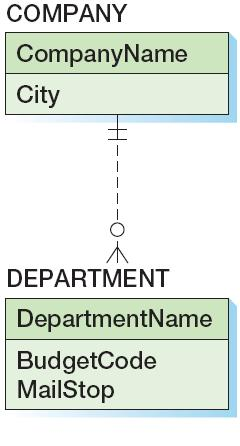 COMPANY
CompanyName
City
DEPARTMENT
DepartmentName
BudgetCode
MailStop